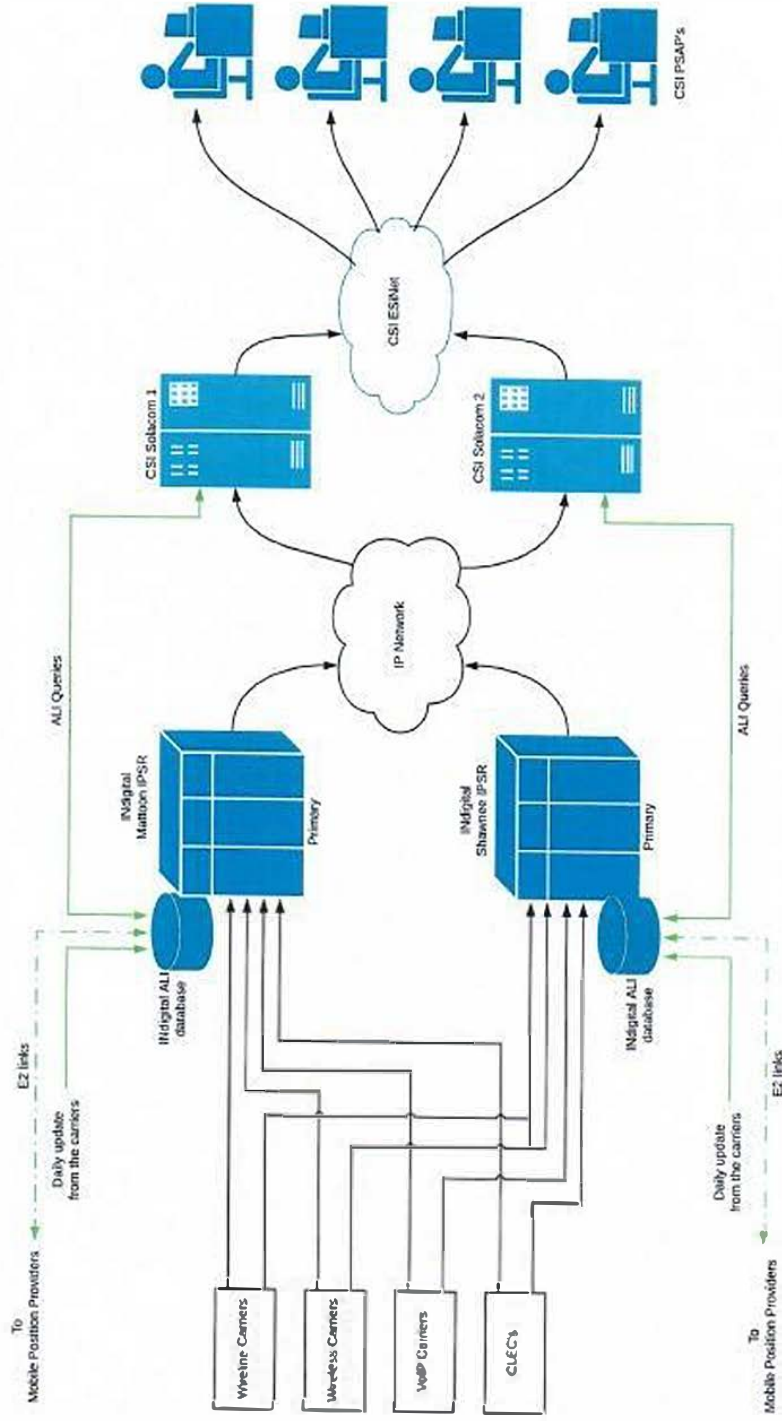 To
Mobile Position Providers
E2 links
Daily update
from the carriers
ALI Queries
INdigital ALI
database
INdigital
Mattoon IPSR
Primary
CSI Solacom 1
Wireline Carriers
Wireless Carriers
VoIP Carriers
CLEC's
IP Network
CSI ESiNet
CSI PSAP's
INdigital
Shawnee IPSR
Primary
CSI Solacom 2
INdigital ALI
database
Daily update
from the carriers
ALI Queries
E2 links
To
Mobile Position Providers